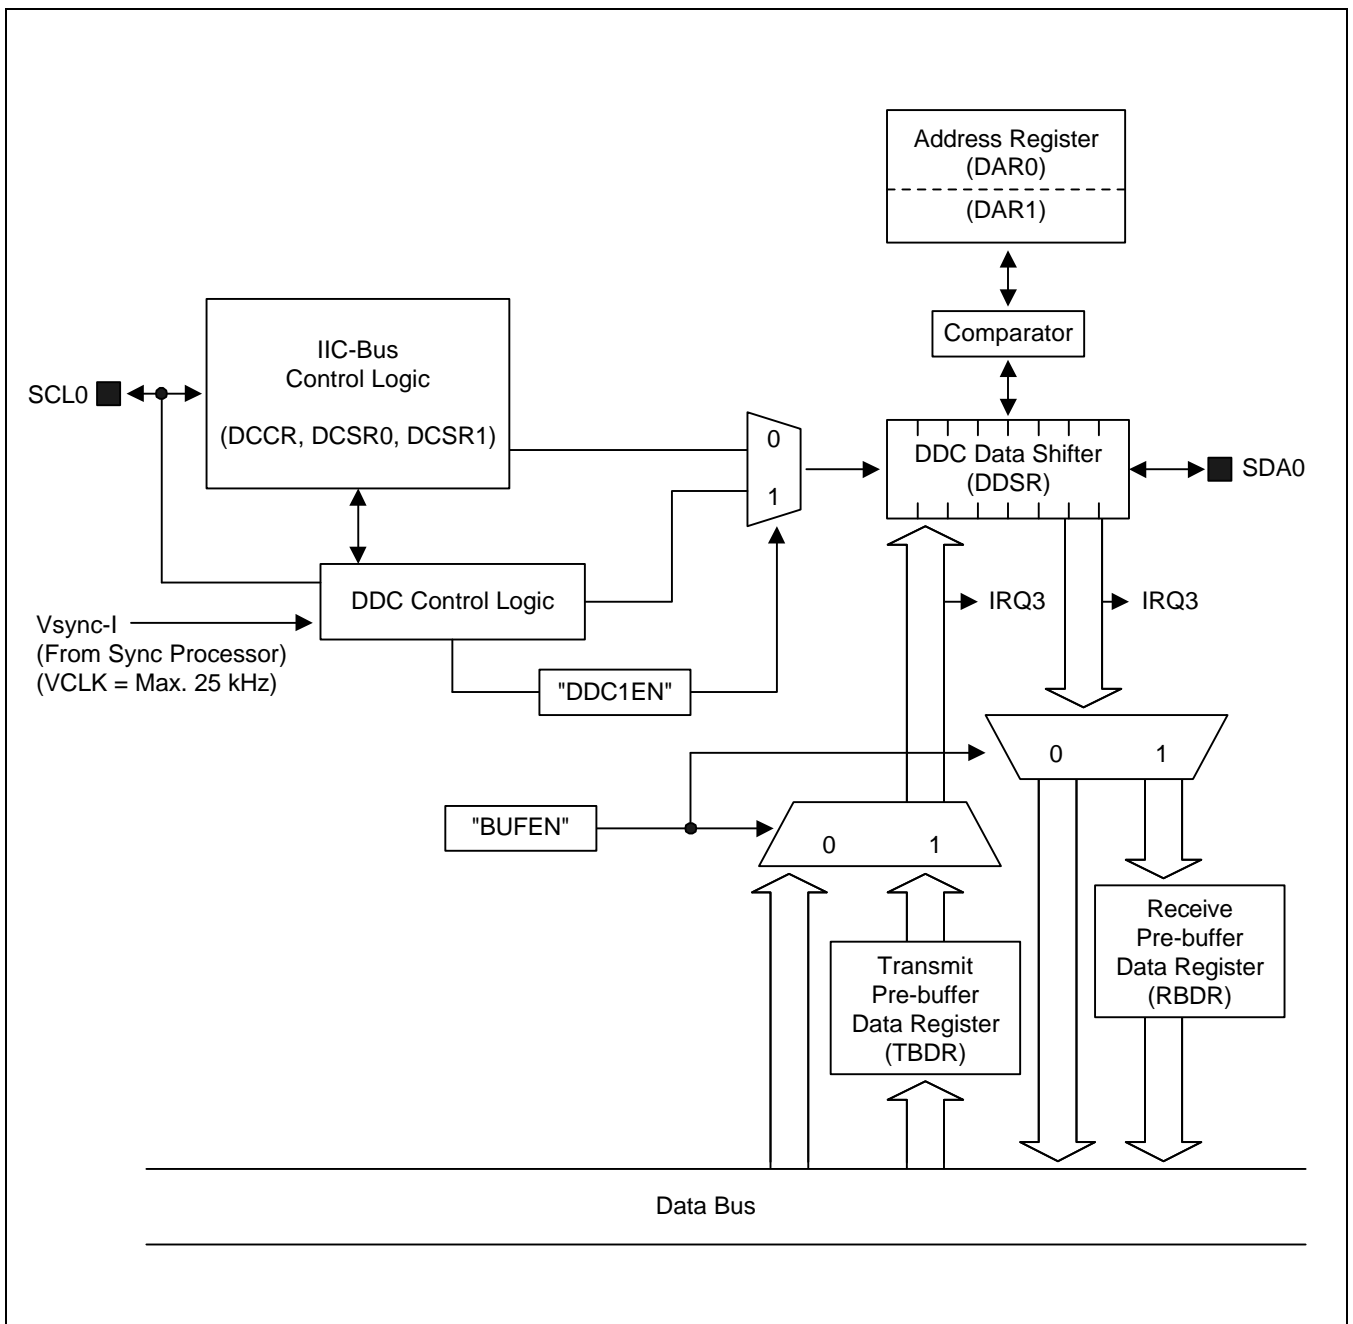 Address Register
(DAR0)
(DAR1)
Comparator
IIC-Bus
Control Logic
(DCCR, DCSR0, DCSR1)
SCL0
0
1
DDC Data Shifter
(DDSR)
SDA0
DDC Control Logic
Vsync-I
(From Sync Processor)
(VCLK = Max. 25 kHz)
"DDC1EN"
IRQ3
IRQ3
0 1
"BUFEN"
0 1
Receive
Pre-buffer
Data Register
(RBDR)
Transmit
Pre-buffer
Data Register
(TBDR)
Data Bus